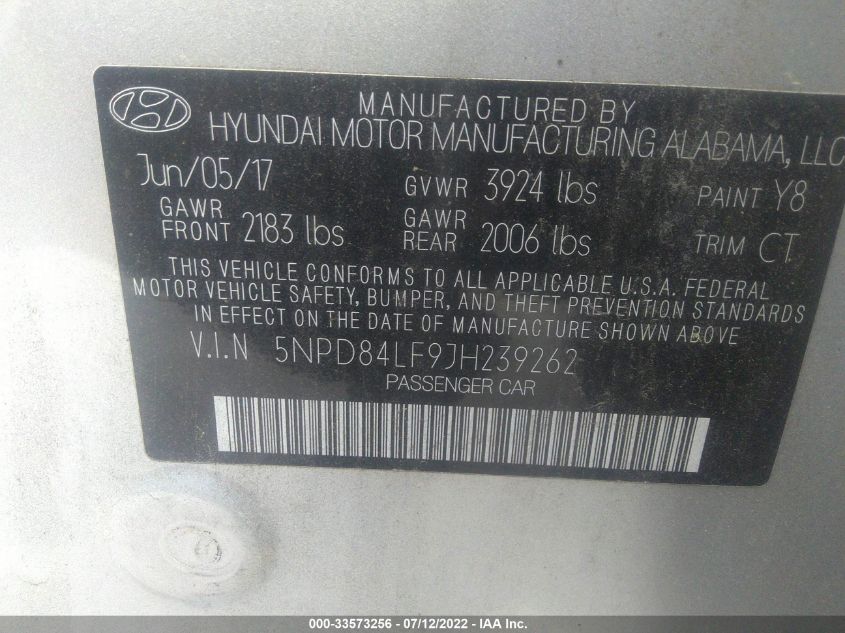 MANUFACTURED BY
HYUNDAI MOTOR MANUFACTURING ALABAMA, LLC
Jun/05/17 GVWR 3924 lbs PAINT Y8
GAWR FRONT 2183 lbs GAWR REAR 2006 lbs TRIM CT
THIS VEHICLE CONFORMS TO ALL APPLICABLE U.S.A. FEDERAL
MOTOR VEHICLE SAFETY, BUMPER, AND THEFT PREVENTION STANDARDS
IN EFFECT ON THE DATE OF MANUFACTURE SHOWN ABOVE
V.I.N 5NPD84LF9JH239262
PASSENGER CAR
000-33573256 - 07/12/2022 - IAA Inc.